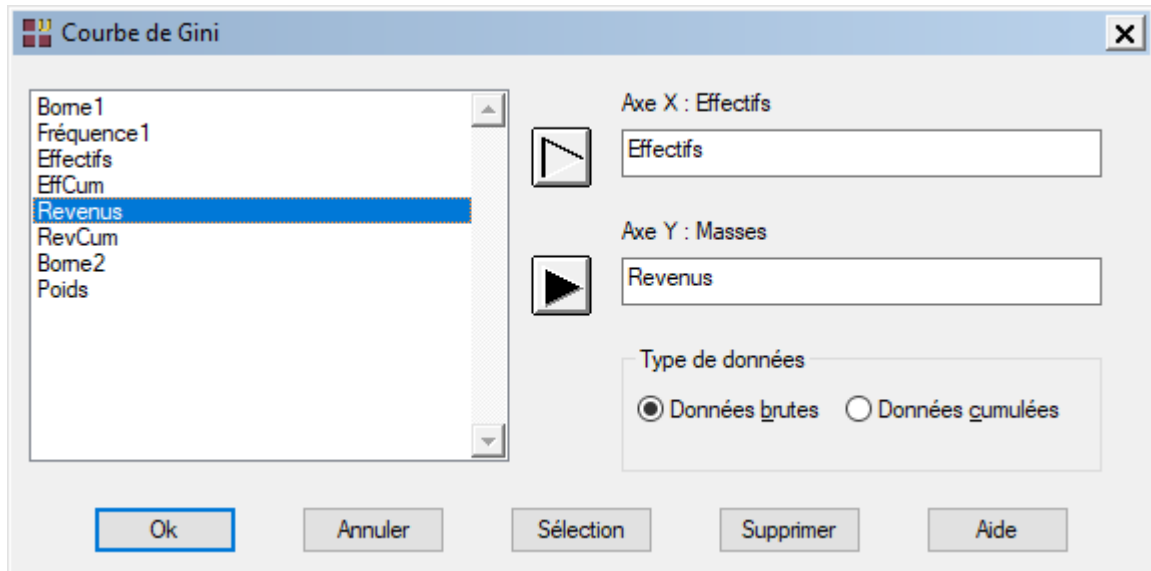 Courbe de Gini
Borne1
Fréquence1
Effectifs
EffCum
Revenus
RevCum
Borne2
Poids
Axe X : Effectifs
Effectifs
Axe Y : Masses
Revenus
Type de données
Données brutes
Données cumulées
Ok
Annuler
Sélection
Supprimer
Aide